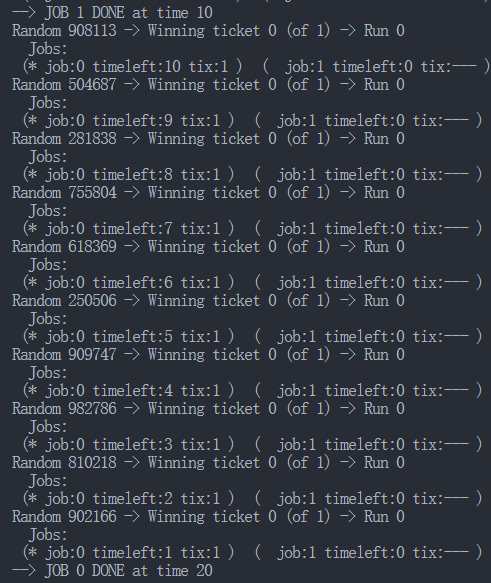 --> JOB 1 DONE at time 10
Random 908113 -> Winning ticket 0 (of 1) -> Run 0
  Jobs:
 (* job:0 timeleft:10 tix:1 )  (  job:1 timeleft:0 tix:--- )
Random 504687 -> Winning ticket 0 (of 1) -> Run 0
  Jobs:
 (* job:0 timeleft:9 tix:1 )  (  job:1 timeleft:0 tix:--- )
Random 281838 -> Winning ticket 0 (of 1) -> Run 0
  Jobs:
 (* job:0 timeleft:8 tix:1 )  (  job:1 timeleft:0 tix:--- )
Random 755804 -> Winning ticket 0 (of 1) -> Run 0
  Jobs:
 (* job:0 timeleft:7 tix:1 )  (  job:1 timeleft:0 tix:--- )
Random 618369 -> Winning ticket 0 (of 1) -> Run 0
  Jobs:
 (* job:0 timeleft:6 tix:1 )  (  job:1 timeleft:0 tix:--- )
Random 250506 -> Winning ticket 0 (of 1) -> Run 0
  Jobs:
 (* job:0 timeleft:5 tix:1 )  (  job:1 timeleft:0 tix:--- )
Random 909747 -> Winning ticket 0 (of 1) -> Run 0
  Jobs:
 (* job:0 timeleft:4 tix:1 )  (  job:1 timeleft:0 tix:--- )
Random 982786 -> Winning ticket 0 (of 1) -> Run 0
  Jobs:
 (* job:0 timeleft:3 tix:1 )  (  job:1 timeleft:0 tix:--- )
Random 810218 -> Winning ticket 0 (of 1) -> Run 0
  Jobs:
 (* job:0 timeleft:2 tix:1 )  (  job:1 timeleft:0 tix:--- )
Random 902166 -> Winning ticket 0 (of 1) -> Run 0
  Jobs:
 (* job:0 timeleft:1 tix:1 )  (  job:1 timeleft:0 tix:--- )
--> JOB 0 DONE at time 20